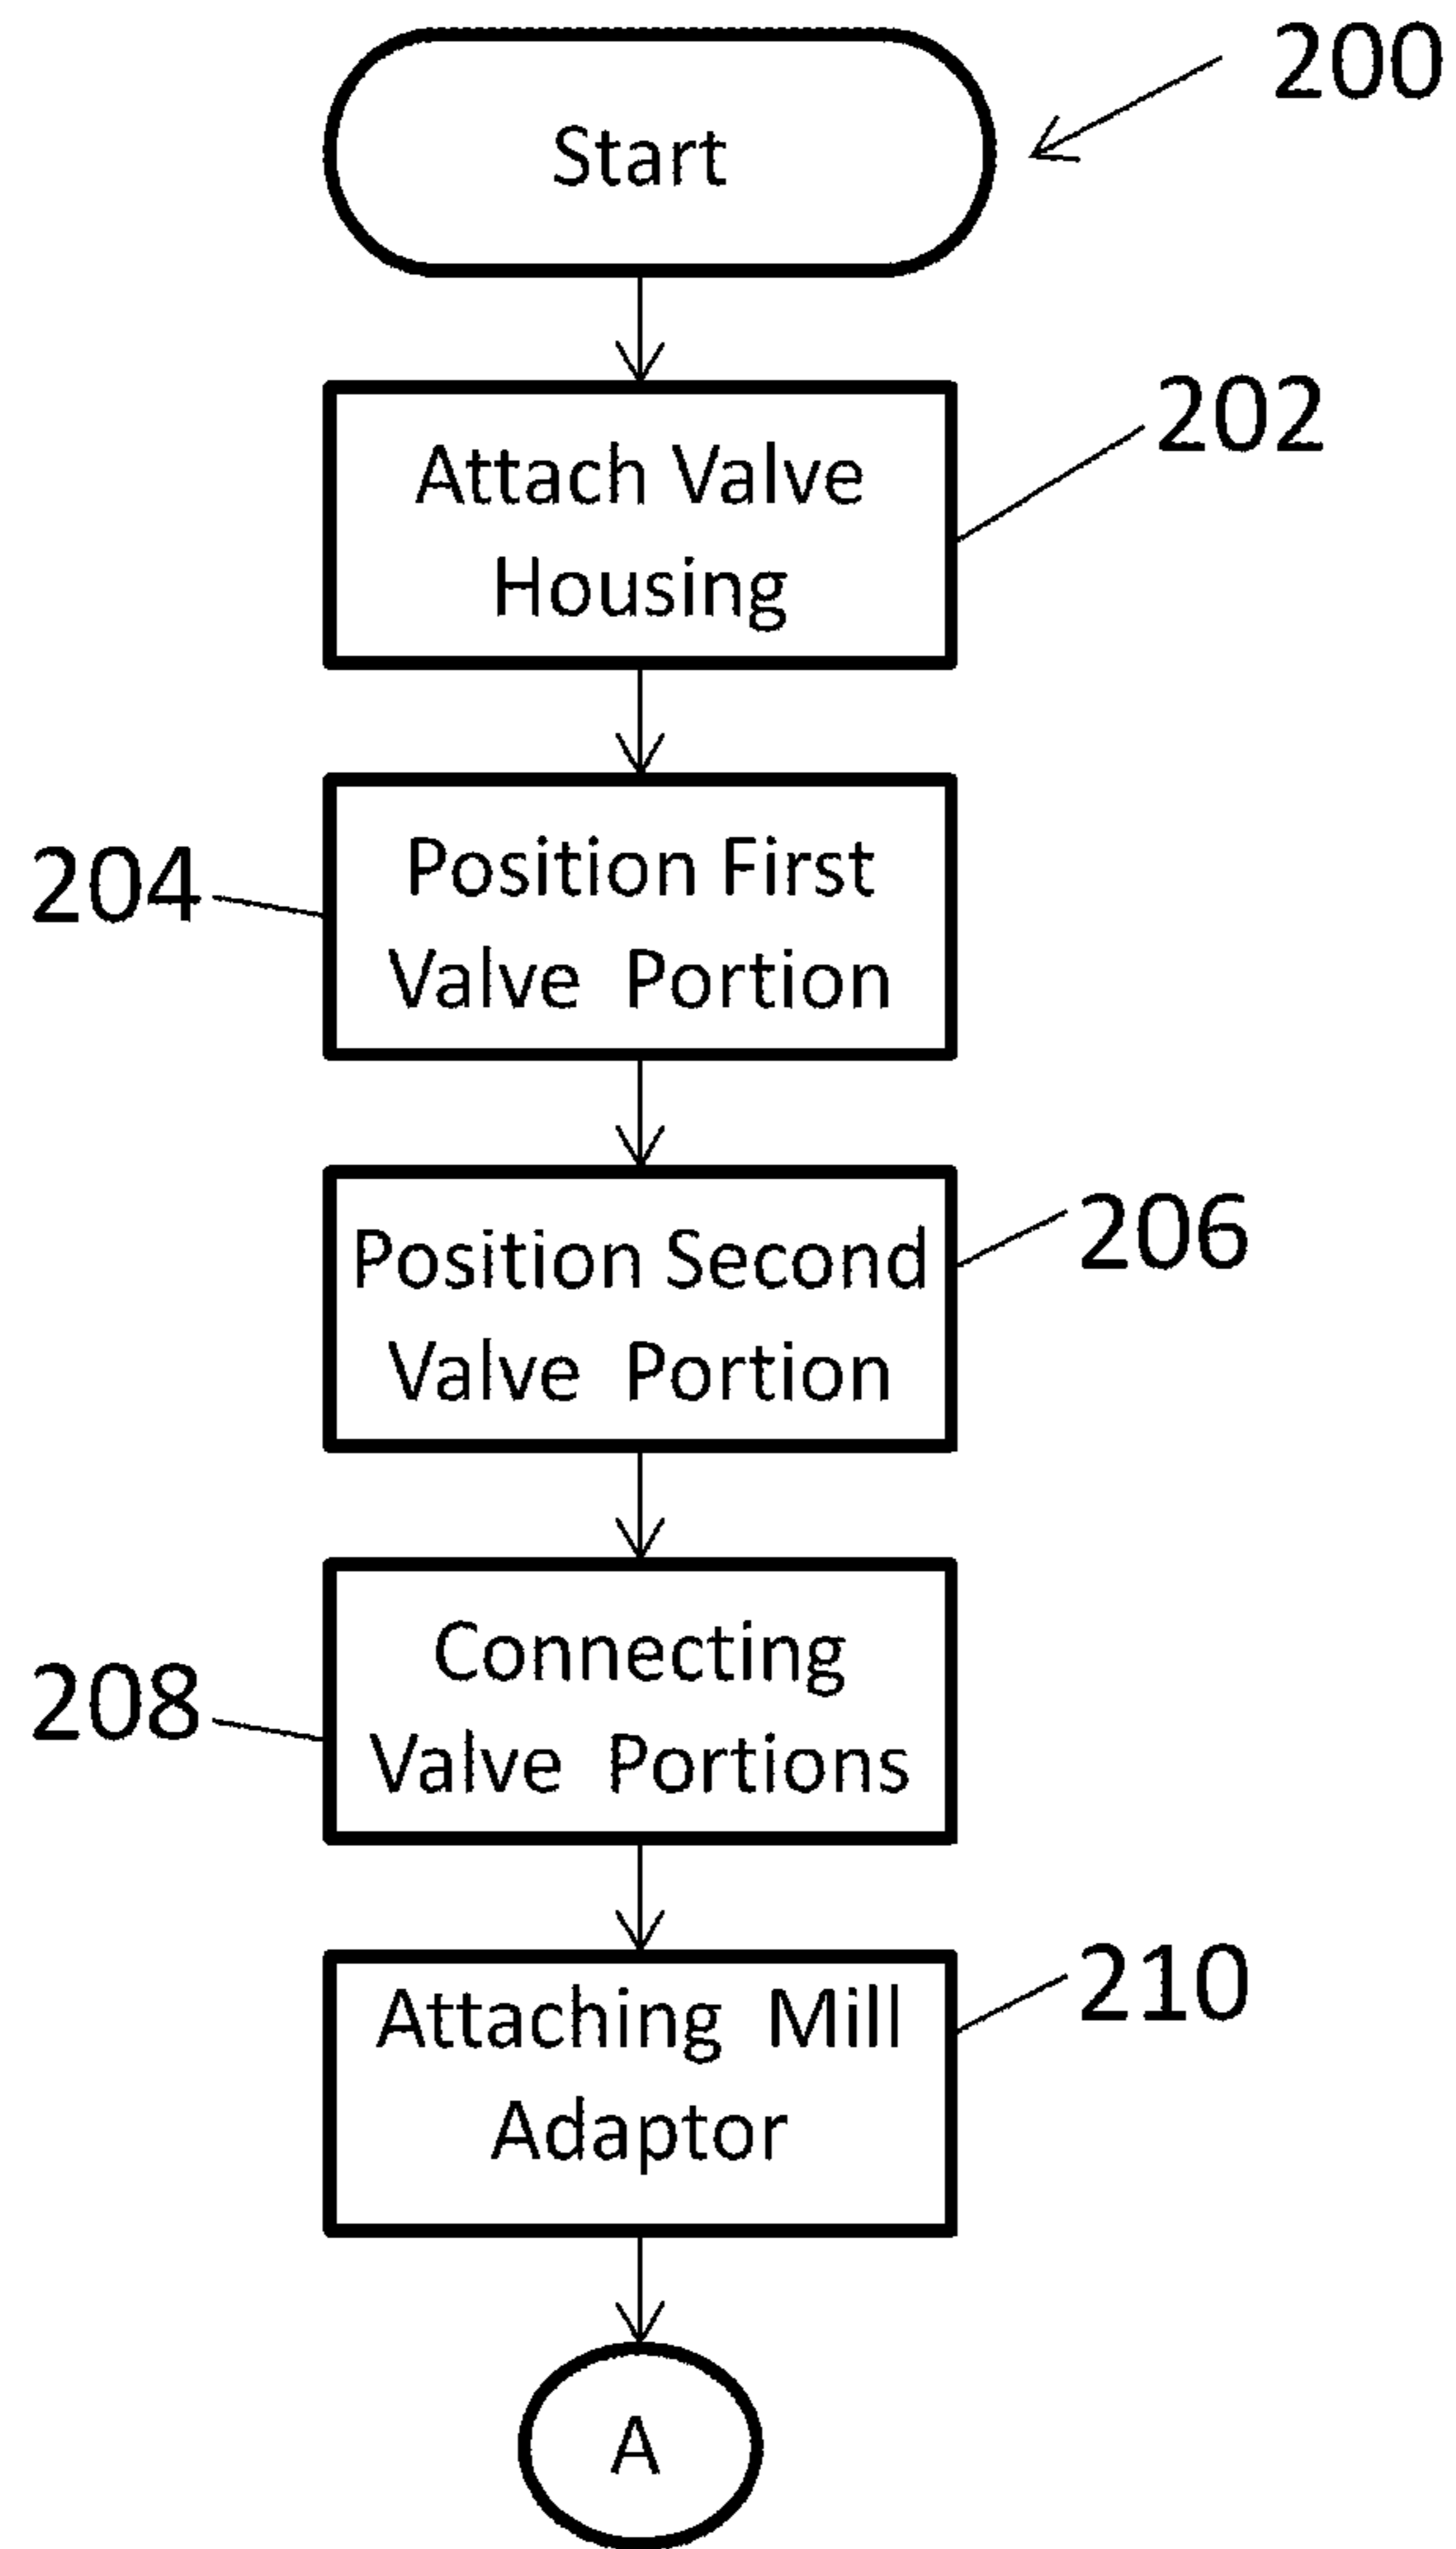 200
Start
202
Attach Valve
Housing
204
Position First
Valve Portion
206
Position Second
Valve Portion
208
Connecting
Valve Portions
210
Attaching Mill
Adaptor
A